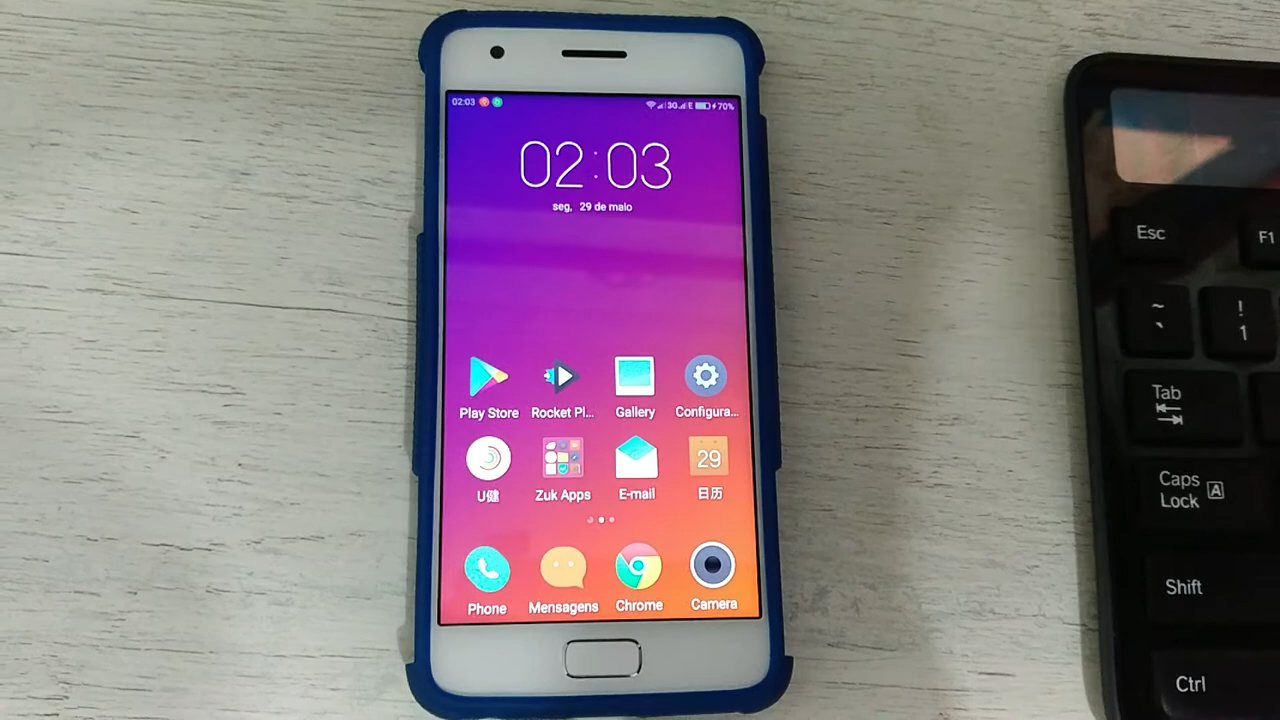 02:03
3G E 70%
02:03
seg, 29 de maio
Play Store
Rocket Pl...
Gallery
Configura...
29
U健
Zuk Apps
E-mail
日历
Phone
Mensagens
Chrome
Camera
Esc
F1
~
`
!
1
Tab
Caps
Lock
A
Shift
Ctrl